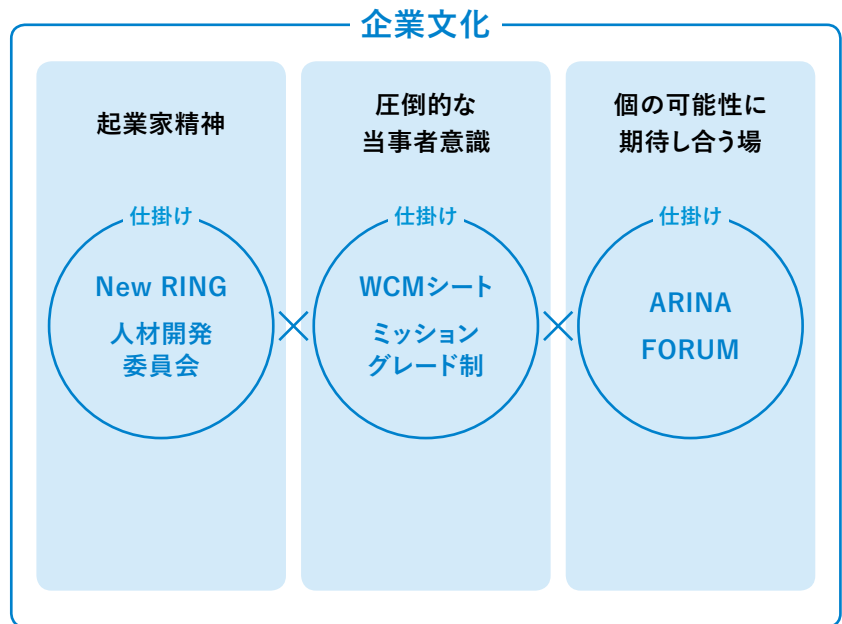 企業文化
起業家精神
仕掛け
New RING
人材開発
委員会
圧倒的な
当事者意識
仕掛け
WCMシート
ミッション
グレード制
個の可能性に
期待し合う場
仕掛け
ARINA
FORUM